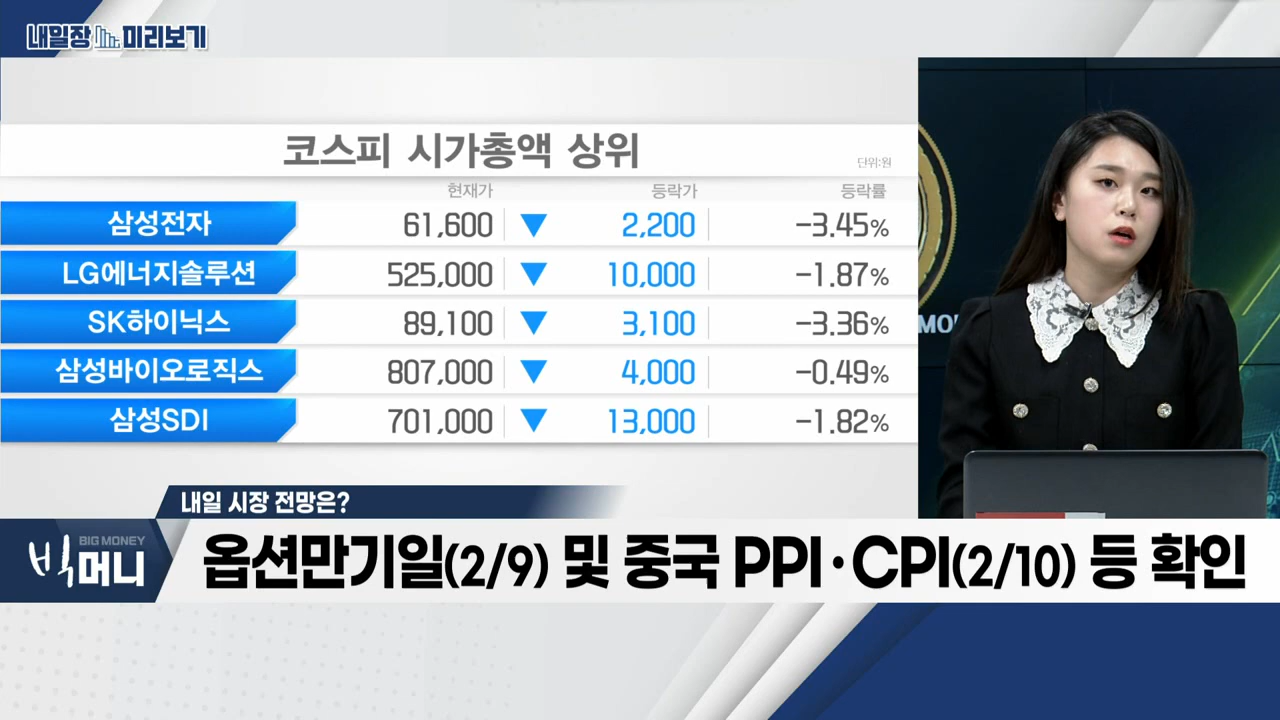 내일장 미리보기
코스피 시가총액 상위
단위:원
현재가 등락가 등락률
삼성전자 61,600 ▼ 2,200 -3.45%
LG에너지솔루션 525,000 ▼ 10,000 -1.87%
SK하이닉스 89,100 ▼ 3,100 -3.36%
삼성바이오로직스 807,000 ▼ 4,000 -0.49%
삼성SDI 701,000 ▼ 13,000 -1.82%
내일 시장 전망은?
BIG MONEY
빅머니
옵션만기일(2/9) 및 중국 PPI·CPI(2/10) 등 확인